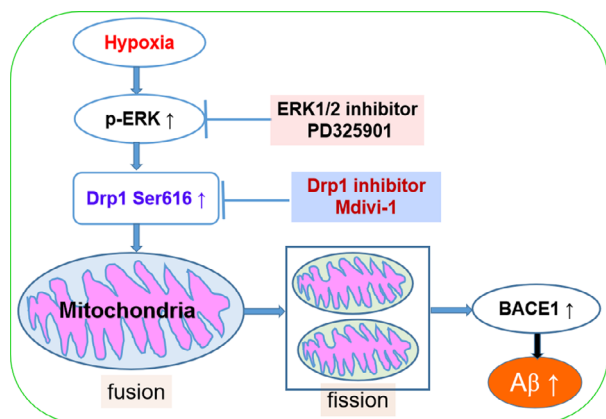 Hypoxia
p-ERK ↑
ERK1/2 inhibitor
PD325901
Drp1 Ser616 ↑
Drp1 inhibitor
Mdivi-1
Mitochondria
BACE1 ↑
fusion
fission
Aβ ↑